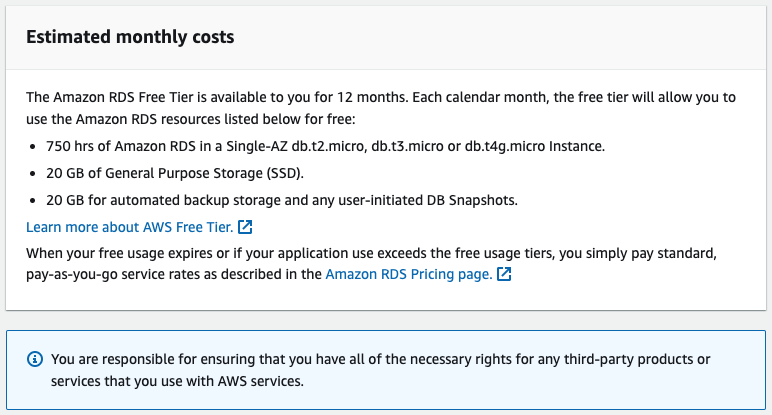 Estimated monthly costs
The Amazon RDS Free Tier is available to you for 12 months. Each calendar month, the free tier will allow you to
use the Amazon RDS resources listed below for free:
• 750 hrs of Amazon RDS in a Single-AZ db.t2.micro, db.t3.micro or db.t4g.micro Instance.
• 20 GB of General Purpose Storage (SSD).
• 20 GB for automated backup storage and any user-initiated DB Snapshots.
Learn more about AWS Free Tier.
When your free usage expires or if your application use exceeds the free usage tiers, you simply pay standard,
pay-as-you-go service rates as described in the Amazon RDS Pricing page.
You are responsible for ensuring that you have all of the necessary rights for any third-party products or
services that you use with AWS services.